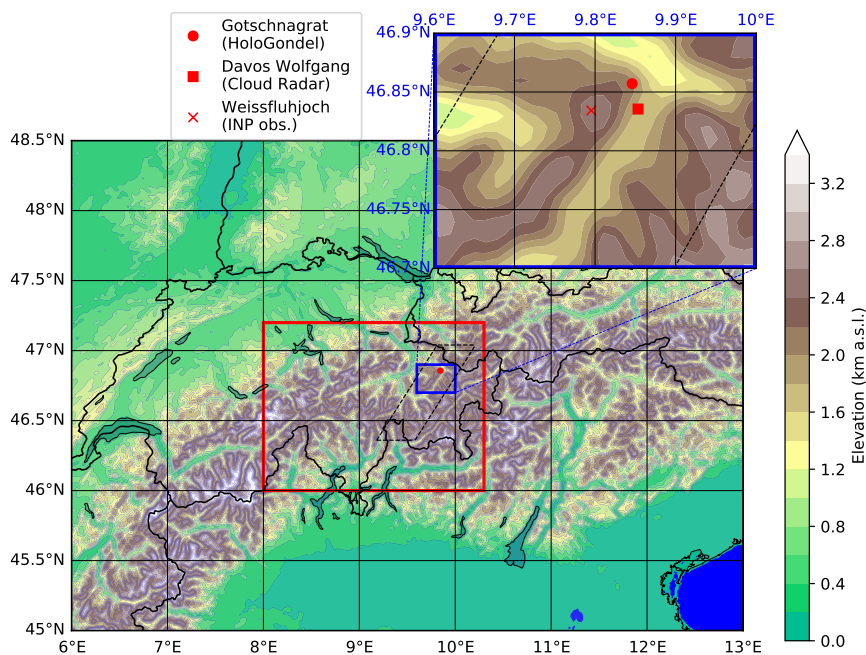 9.6°E 9.7°E 9.8°E 9.9°E 10°E
Gotschnagrat
(HoloGondel)
Davos Wolfgang
(Cloud Radar)
Weissfluhjoch
(INP obs.)
46.9°N
46.85°N
46.8°N
46.75°N
46.7°N
48.5°N
48°N
47.5°N
47°N
46.5°N
46°N
45.5°N
45°N
6°E 7°E 8°E 9°E 10°E 11°E 12°E 13°E
3.2
2.8
2.4
2.0
1.6
1.2
0.8
0.4
0.0
Elevation (km a.s.l.)